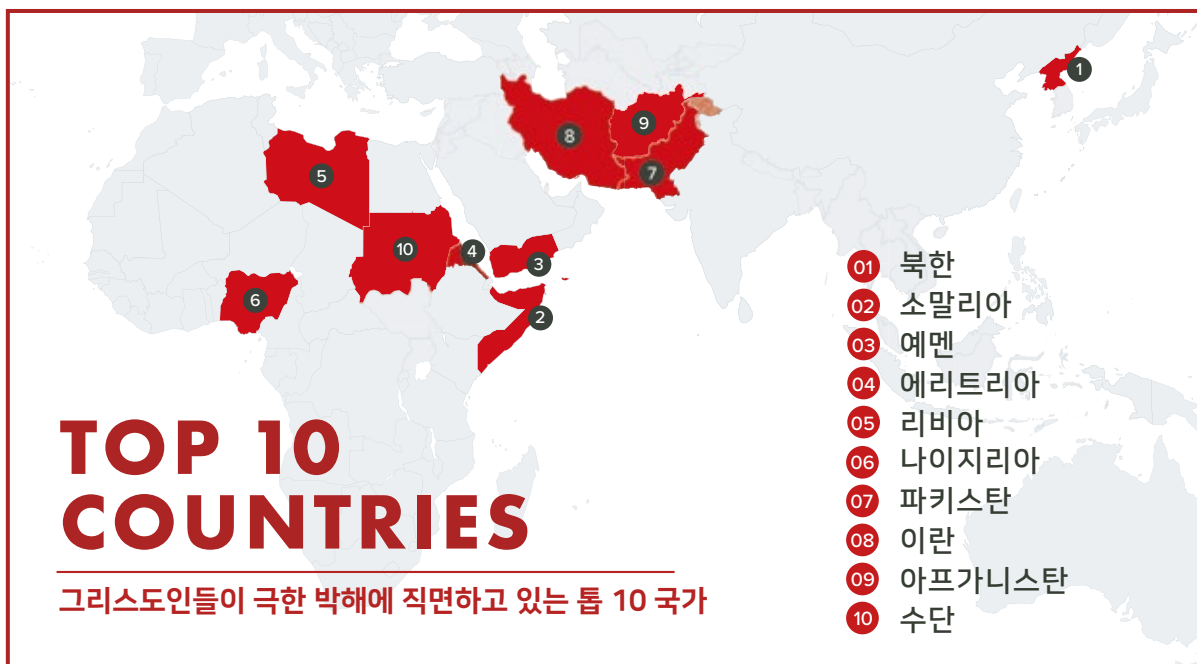 1
9
8
7
5
10
4
3
6
2
TOP 10
COUNTRIES
그리스도인들이 극한 박해에 직면하고 있는 톱 10 국가
01 북한
02 소말리아
03 예멘
04 에리트리아
05 리비아
06 나이지리아
07 파키스탄
08 이란
09 아프가니스탄
10 수단